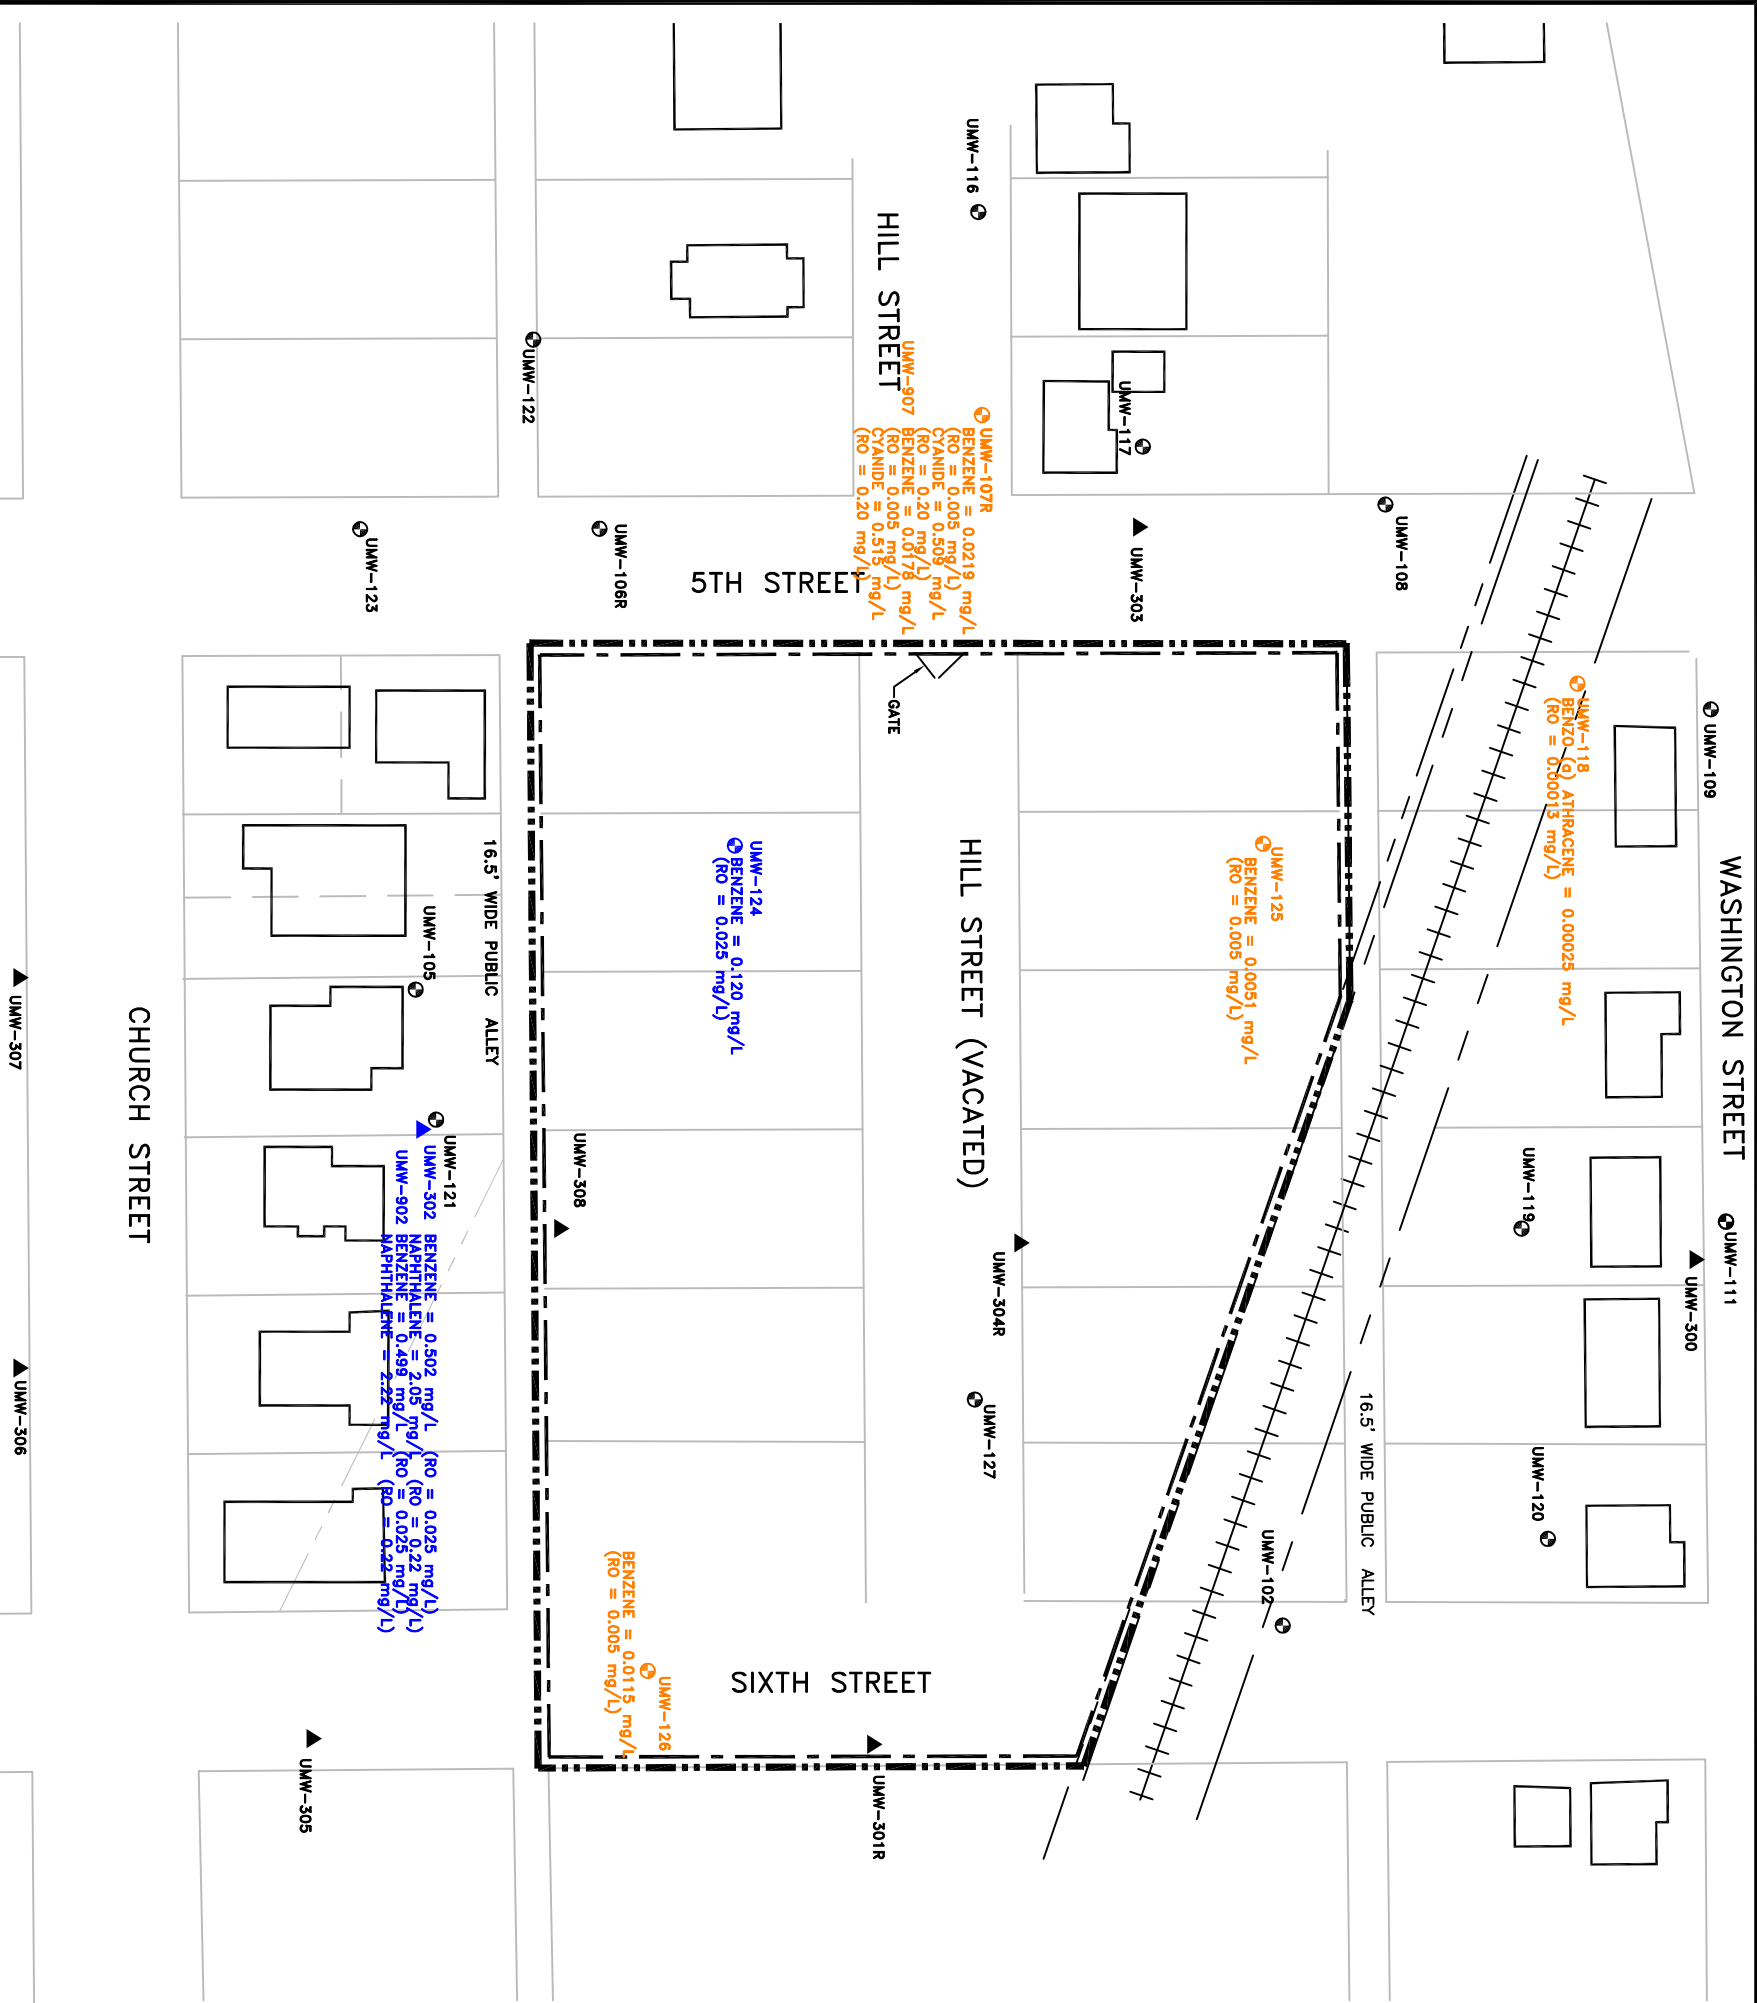 UMW-116
HILL STREET
UMW-122
UMW-117
UMW-907
UMW-107R
BENZENE = 0.0219 mg/L
(RO = 0.005 mg/L)
CYANIDE = 0.509 mg/L
(RO = 0.20 mg/L)
BENZENE = 0.0178 mg/L
(RO = 0.005 mg/L)
CYANIDE = 0.515 mg/L
(RO = 0.20 mg/L)
UMW-123
UMW-106R
5TH STREET
UMW-303
UMW-108
GATE
UMW-118
BENZO (a) ATHRACENE = 0.00025 mg/L
(RO = 0.00013 mg/L)
UMW-109
WASHINGTON STREET
16.5' WIDE PUBLIC ALLEY
UMW-105
UMW-124
BENZENE = 0.120 mg/L
(RO = 0.025 mg/L)
HILL STREET (VACATED)
UMW-125
BENZENE = 0.0051 mg/L
(RO = 0.005 mg/L)
UMW-307
CHURCH STREET
UMW-121
UMW-302 BENZENE = 0.502 mg/L (RO = 0.025 mg/L)
NAPHTHALENE = 2.05 mg/L (RO = 0.22 mg/L)
UMW-902 BENZENE = 0.499 mg/L (RO = 0.025 mg/L)
NAPHTHALENE = 2.22 mg/L (RO = 0.22 mg/L)
UMW-308
UMW-304R
UMW-119
UMW-111
UMW-300
UMW-306
UMW-127
16.5' WIDE PUBLIC ALLEY
UMW-120
UMW-102
UMW-126
BENZENE = 0.0115 mg/L
(RO = 0.005 mg/L)
SIXTH STREET
UMW-305
UMW-301R